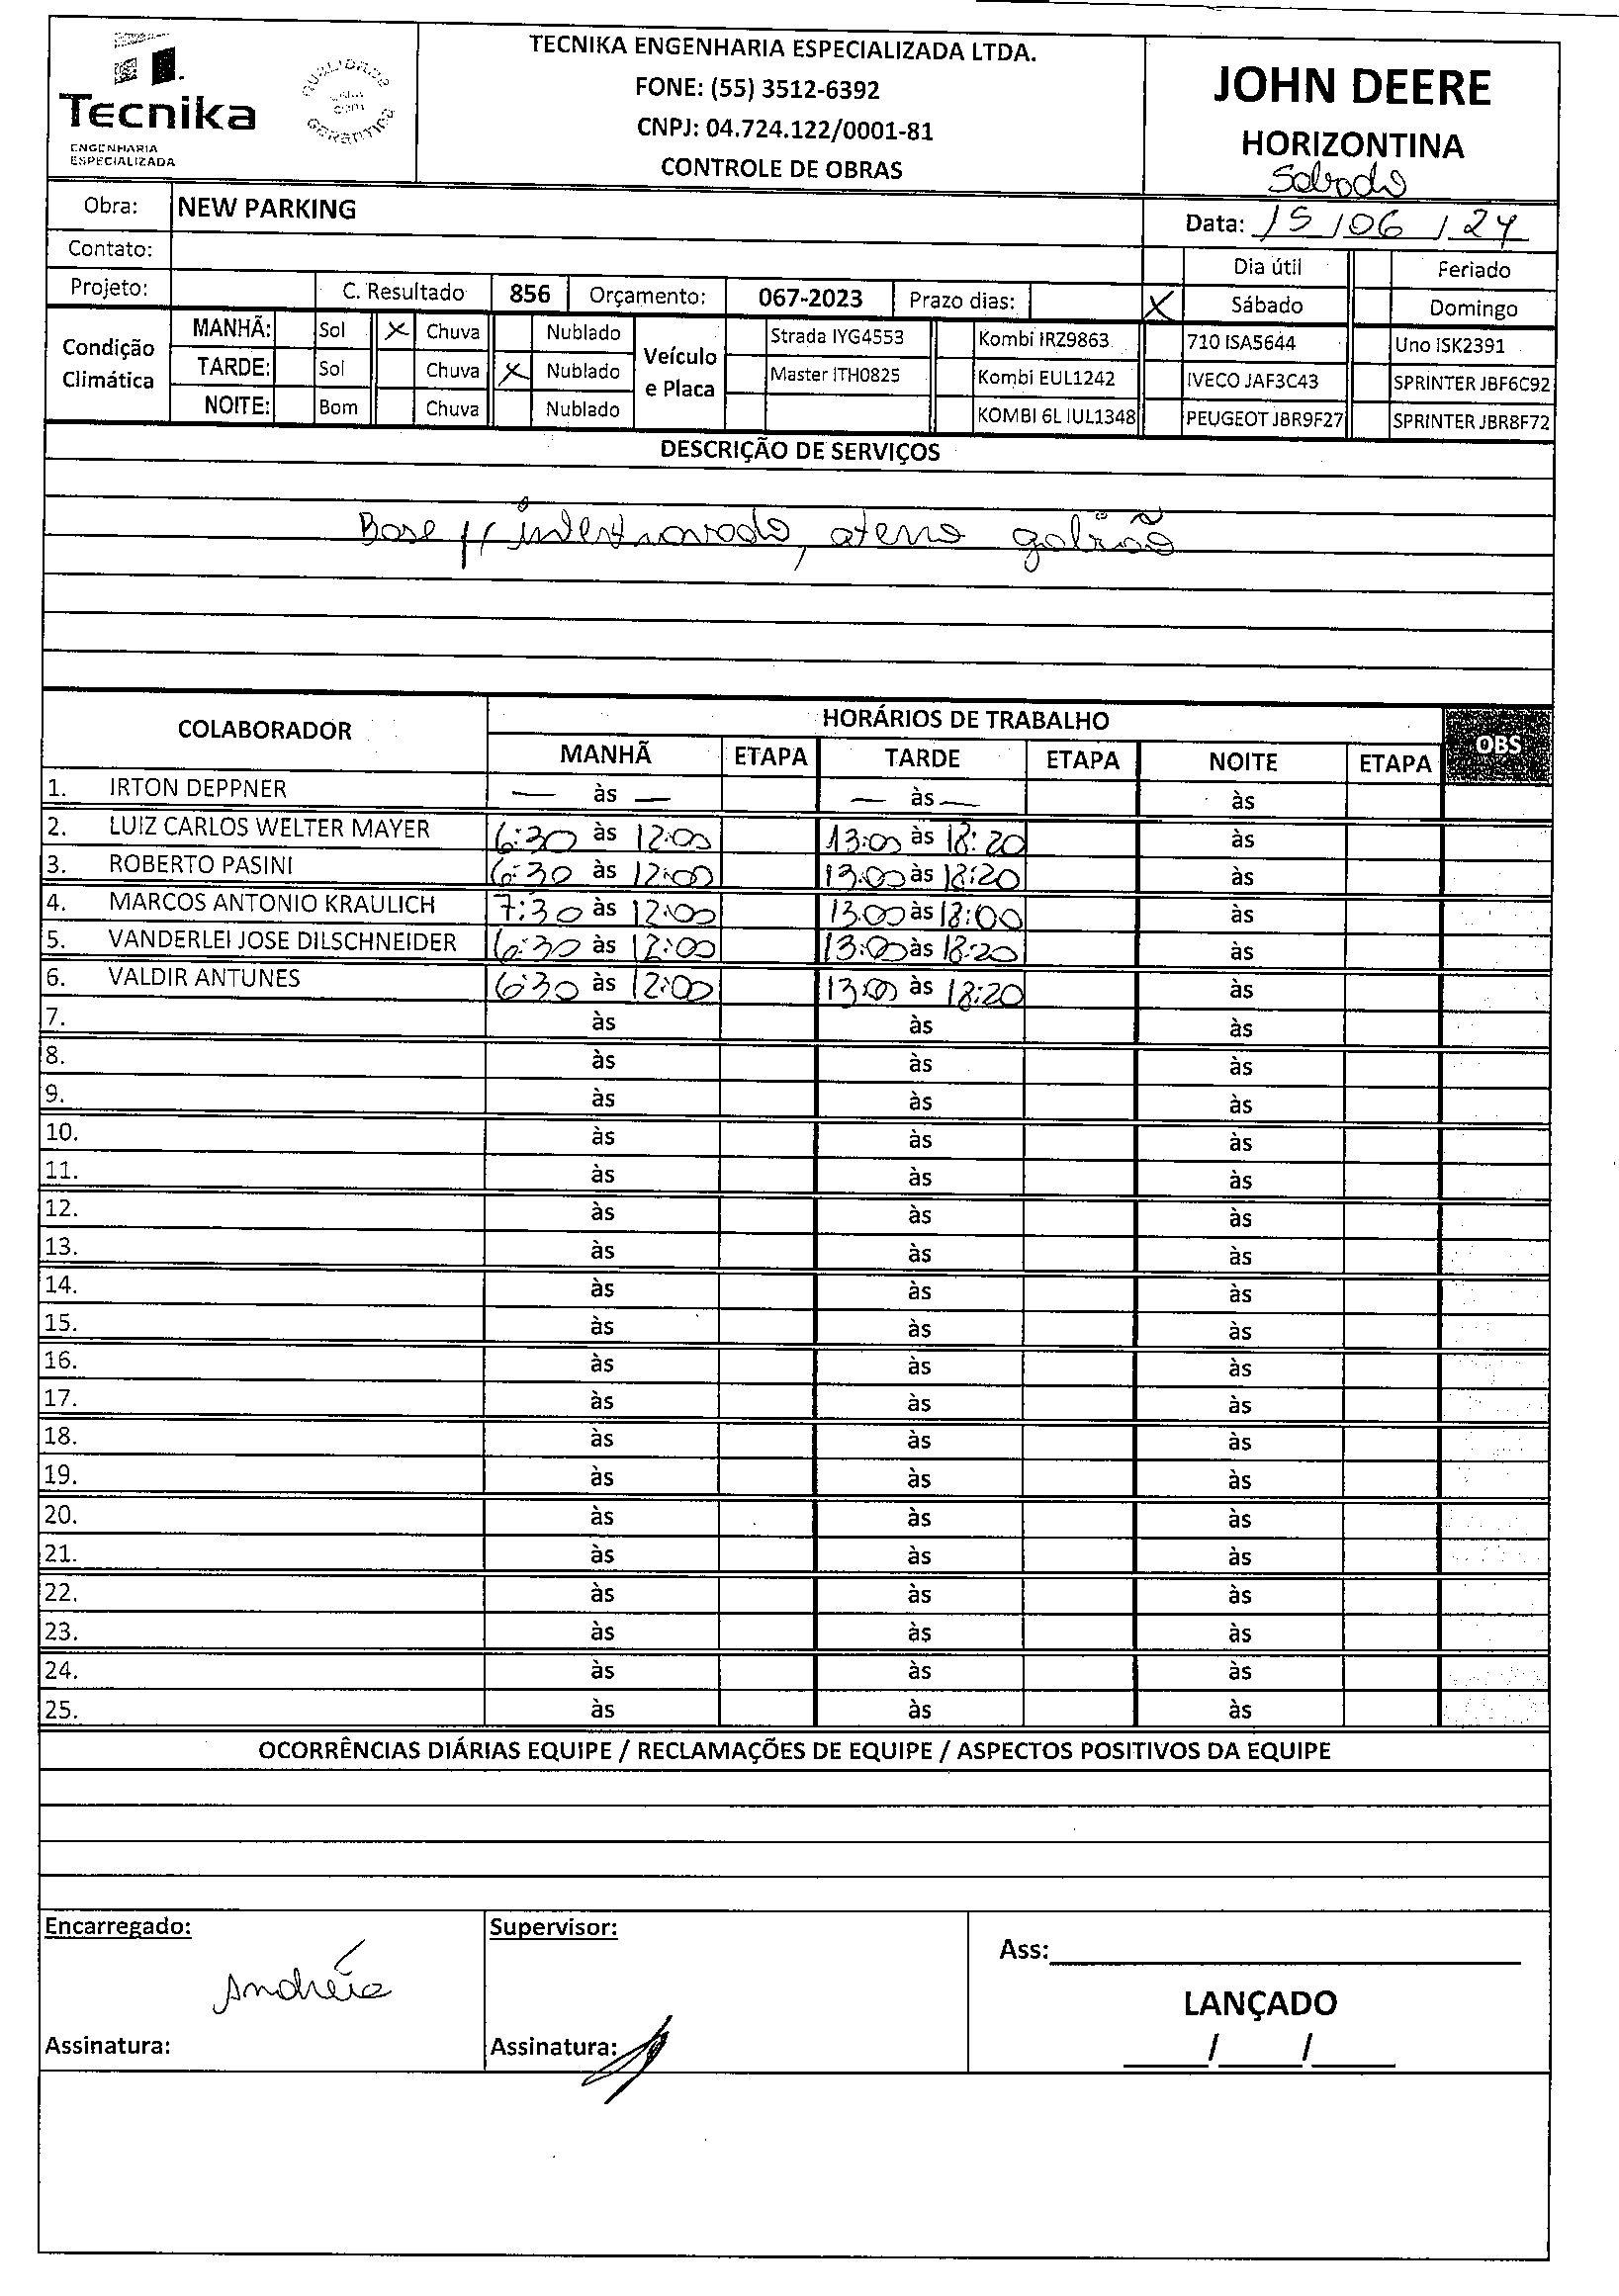 Tecnika
ENGENHARIA
ESPECIALIZADA
QUALIDADE
COM
GARANTIA
TECNIKA ENGENHARIA ESPECIALIZADA LTDA.
FONE: (55) 3512-6392
CNPJ: 04.724.122/0001-81
CONTROLE DE OBRAS
JOHN DEERE
HORIZONTINA
Sabado
Obra: NEW PARKING
Data: 15/06/24
Contato:
Dia útil Feriado
Projeto: C. Resultado 856 Orçamento: 067-2023 Prazo dias: X Sábado Domingo
Condição Climática
MANHÃ: Sol X Chuva Nublado
TARDE: Sol Chuva X Nublado
NOITE: Bom Chuva Nublado
Veículo e Placa
Strada IYG4553 Kombi IRZ9863 710 ISA5644 Uno ISK2391
Master ITH0825 Kombi EUL1242 IVECO JAF3C43 SPRINTER JBF6C92
KOMBI 6L IUL1348 PEUGEOT JBR9F27 SPRINTER JBR8F72
DESCRIÇÃO DE SERVIÇOS
Base p/ intertravado, aterro gabião
COLABORADOR HORÁRIOS DE TRABALHO OBS
MANHÃ ETAPA TARDE ETAPA NOITE ETAPA
1. IRTON DEPPNER — às — — às — às
2. LUIZ CARLOS WELTER MAYER 6:30 às 12:00 13:00 às 18:20 às
3. ROBERTO PASINI 6:30 às 12:00 13:00 às 18:20 às
4. MARCOS ANTONIO KRAULICH 7:30 às 12:00 13:00 às 18:00 às
5. VANDERLEI JOSE DILSCHNEIDER 6:30 às 12:00 13:00 às 18:20 às
6. VALDIR ANTUNES 6:30 às 12:00 13:00 às 18:20 às
7. às às às
8. às às às
9. às às às
10. às às às
11. às às às
12. às às às
13. às às às
14. às às às
15. às às às
16. às às às
17. às às às
18. às às às
19. às às às
20. às às às
21. às às às
22. às às às
23. às às às
24. às às às
25. às às às
OCORRÊNCIAS DIÁRIAS EQUIPE / RECLAMAÇÕES DE EQUIPE / ASPECTOS POSITIVOS DA EQUIPE
Encarregado: Supervisor:
Ass:
Andréia
LANÇADO
Assinatura: Assinatura:
/ /